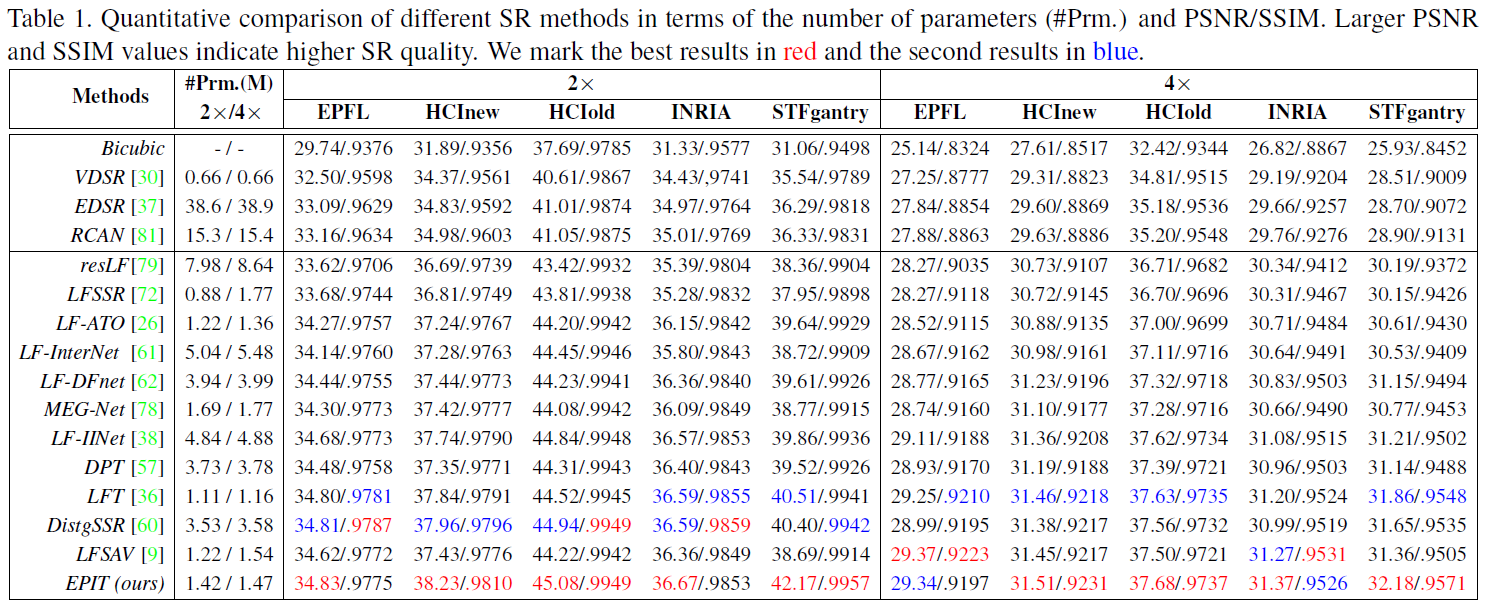 Table 1. Quantitative comparison of different SR methods in terms of the number of parameters (#Prm.) and PSNR/SSIM. Larger PSNR
and SSIM values indicate higher SR quality. We mark the best results in red and the second results in blue.
Methods #Prm.(M) 2× 4×
2×/4× EPFL HCInew HCIold INRIA STFgantry EPFL HCInew HCIold INRIA STFgantry
Bicubic - / - 29.74/.9376 31.89/.9356 37.69/.9785 31.33/.9577 31.06/.9498 25.14/.8324 27.61/.8517 32.42/.9344 26.82/.8867 25.93/.8452
VDSR [30] 0.66 / 0.66 32.50/.9598 34.37/.9561 40.61/.9867 34.43/,9741 35.54/.9789 27.25/.8777 29.31/.8823 34.81/.9515 29.19/.9204 28.51/.9009
EDSR [37] 38.6 / 38.9 33.09/.9629 34.83/.9592 41.01/.9874 34.97/.9764 36.29/.9818 27.84/.8854 29.60/.8869 35.18/.9536 29.66/.9257 28.70/.9072
RCAN [81] 15.3 / 15.4 33.16/.9634 34.98/.9603 41.05/.9875 35.01/.9769 36.33/.9831 27.88/.8863 29.63/.8886 35.20/.9548 29.76/.9276 28.90/.9131
resLF[79] 7.98 / 8.64 33.62/.9706 36.69/.9739 43.42/.9932 35.39/.9804 38.36/.9904 28.27/.9035 30.73/.9107 36.71/.9682 30.34/.9412 30.19/.9372
LFSSR [72] 0.88 / 1.77 33.68/.9744 36.81/.9749 43.81/.9938 35.28/.9832 37.95/.9898 28.27/.9118 30.72/.9145 36.70/.9696 30.31/.9467 30.15/.9426
LF-ATO [26] 1.22 / 1.36 34.27/.9757 37.24/.9767 44.20/.9942 36.15/.9842 39.64/.9929 28.52/.9115 30.88/.9135 37.00/.9699 30.71/.9484 30.61/.9430
LF-InterNet [61] 5.04 / 5.48 34.14/.9760 37.28/.9763 44.45/.9946 35.80/.9843 38.72/.9909 28.67/.9162 30.98/.9161 37.11/.9716 30.64/.9491 30.53/.9409
LF-DFnet [62] 3.94 / 3.99 34.44/.9755 37.44/.9773 44.23/.9941 36.36/.9840 39.61/.9926 28.77/.9165 31.23/.9196 37.32/.9718 30.83/.9503 31.15/.9494
MEG-Net [78] 1.69 / 1.77 34.30/.9773 37.42/.9777 44.08/.9942 36.09/.9849 38.77/.9915 28.74/.9160 31.10/.9177 37.28/.9716 30.66/.9490 30.77/.9453
LF-IINet [38] 4.84 / 4.88 34.68/.9773 37.74/.9790 44.84/.9948 36.57/.9853 39.86/.9936 29.11/.9188 31.36/.9208 37.62/.9734 31.08/.9515 31.21/.9502
DPT [57] 3.73 / 3.78 34.48/.9758 37.35/.9771 44.31/.9943 36.40/.9843 39.52/.9926 28.93/.9170 31.19/.9188 37.39/.9721 30.96/.9503 31.14/.9488
LFT [36] 1.11 / 1.16 34.80/.9781 37.84/.9791 44.52/.9945 36.59/.9855 40.51/.9941 29.25/.9210 31.46/.9218 37.63/.9735 31.20/.9524 31.86/.9548
DistgSSR [60] 3.53 / 3.58 34.81/.9787 37.96/.9796 44.94/.9949 36.59/.9859 40.40/.9942 28.99/.9195 31.38/.9217 37.56/.9732 30.99/.9519 31.65/.9535
LFSAV [9] 1.22 / 1.54 34.62/.9772 37.43/.9776 44.22/.9942 36.36/.9849 38.69/.9914 29.37/.9223 31.45/.9217 37.50/.9721 31.27/.9531 31.36/.9505
EPIT (ours) 1.42 / 1.47 34.83/.9775 38.23/.9810 45.08/.9949 36.67/.9853 42.17/.9957 29.34/.9197 31.51/.9231 37.68/.9737 31.37/.9526 32.18/.9571